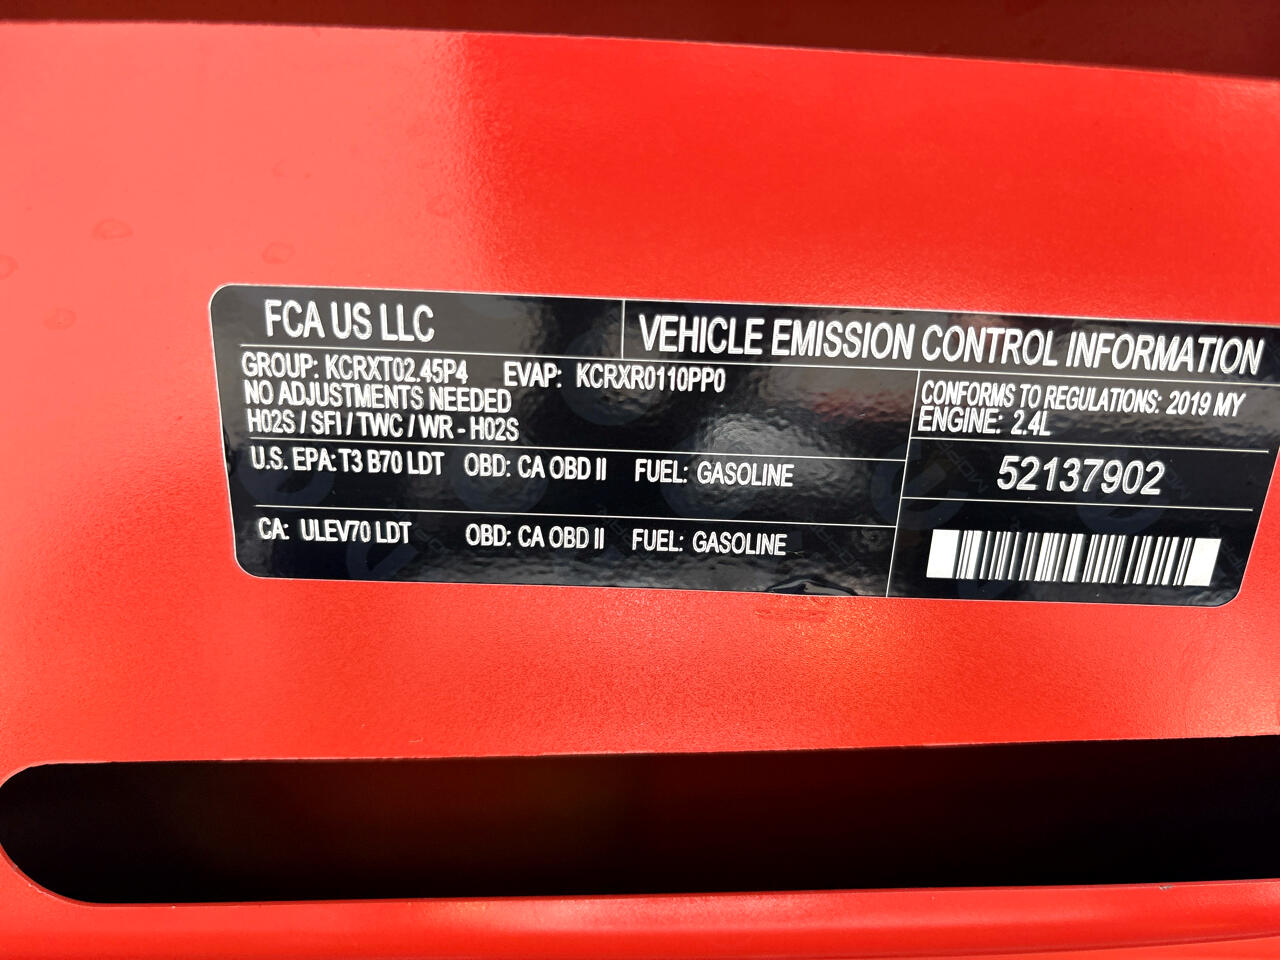 FCA US LLC
VEHICLE EMISSION CONTROL INFORMATION
GROUP: KCRXT02.45P4 EVAP: KCRXR0110PP0
NO ADJUSTMENTS NEEDED
H02S / SFI / TWC / WR - H02S
U.S. EPA: T3 B70 LDT OBD: CA OBD II FUEL: GASOLINE
CA: ULEV70 LDT OBD: CA OBD II FUEL: GASOLINE
CONFORMS TO REGULATIONS: 2019 MY
ENGINE: 2.4L
52137902